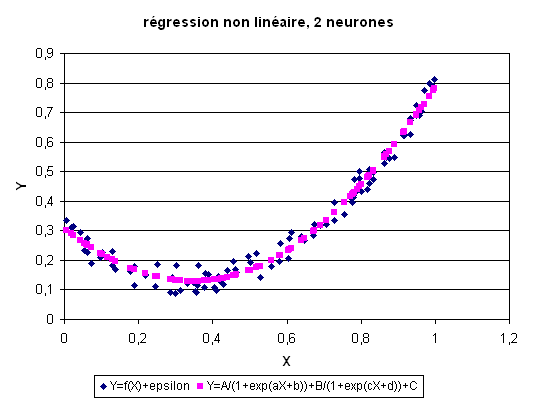 régression non linéaire, 2 neurones
0,9
0,8
0,7
0,6
0,5
0,4
0,3
0,2
0,1
0
Y
0 0,2 0,4 0,6 0,8 1 1,2
X
Y=f(X)+epsilon Y=A/(1+exp(aX+b))+B/(1+exp(cX+d))+C